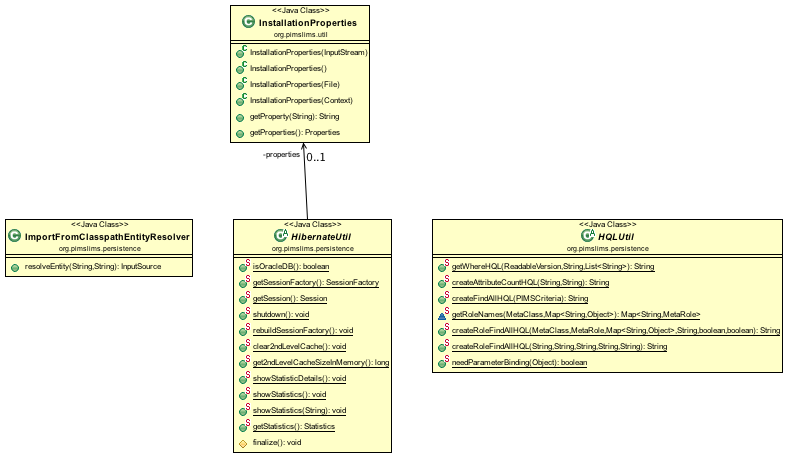 <<Java Class>>
InstallationProperties
org.pimslims.util
InstallationProperties(InputStream)
InstallationProperties()
InstallationProperties(File)
InstallationProperties(Context)
getProperty(String): String
getProperties(): Properties
-properties
0..1
<<Java Class>>
ImportFromClasspathEntityResolver
org.pimslims.persistence
resolveEntity(String,String): InputSource
<<Java Class>>
HibernateUtil
org.pimslims.persistence
isOracleDB(): boolean
getSessionFactory(): SessionFactory
getSession(): Session
shutdown(): void
rebuildSessionFactory(): void
clear2ndLevelCache(): void
get2ndLevelCacheSizeInMemory(): long
showStatisticDetails(): void
showStatistics(): void
showStatistics(String): void
getStatistics(): Statistics
finalize(): void
<<Java Class>>
HQLUtil
org.pimslims.persistence
getWhereHQL(ReadableVersion,String,List<String>): String
createAttributeCountHQL(String,String): String
createFindAllHQL(PIMSCriteria): String
getRoleNames(MetaClass,Map<String,Object>): Map<String,MetaRole>
createRoleFindAllHQL(MetaClass,MetaRole,Map<String,Object>,String,boolean,boolean): String
createRoleFindAllHQL(String,String,String,String,String): String
needParameterBinding(Object): boolean